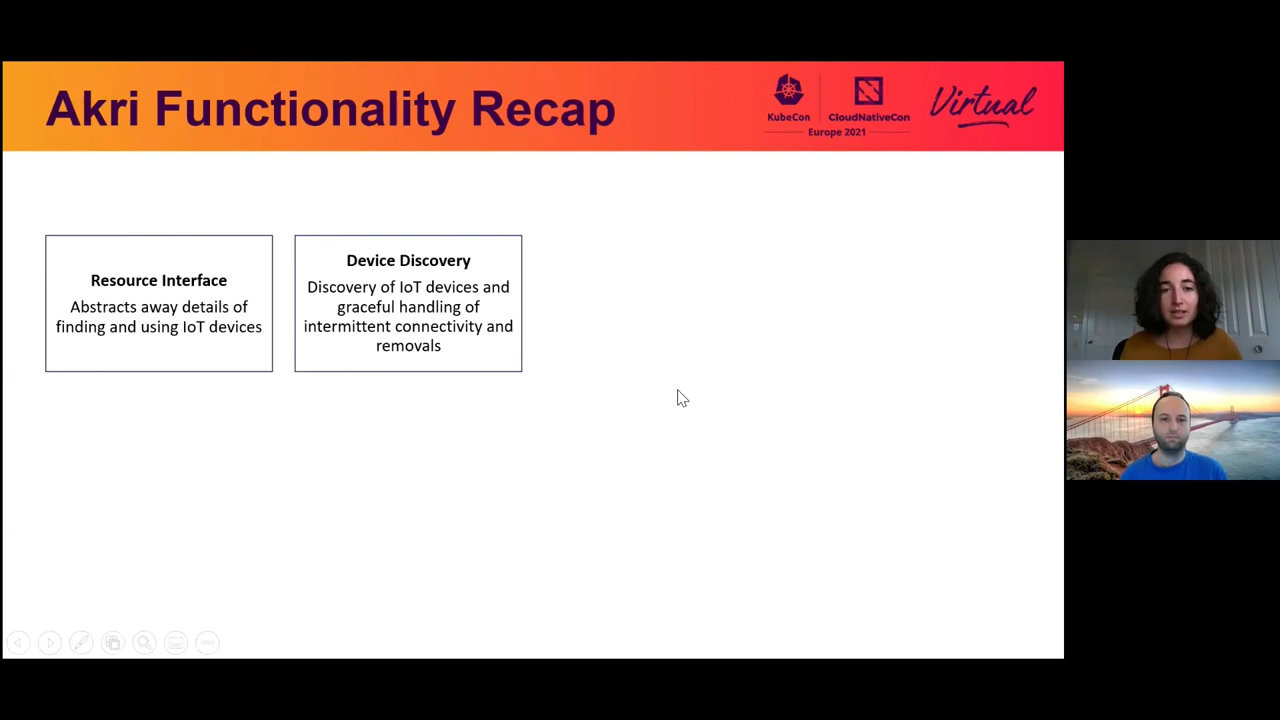 Akri Functionality Recap
KubeCon
CloudNativeCon
Europe 2021
Virtual
Resource Interface
Abstracts away details of
finding and using IoT devices
Device Discovery
Discovery of IoT devices and
graceful handling of
intermittent connectivity and
removals